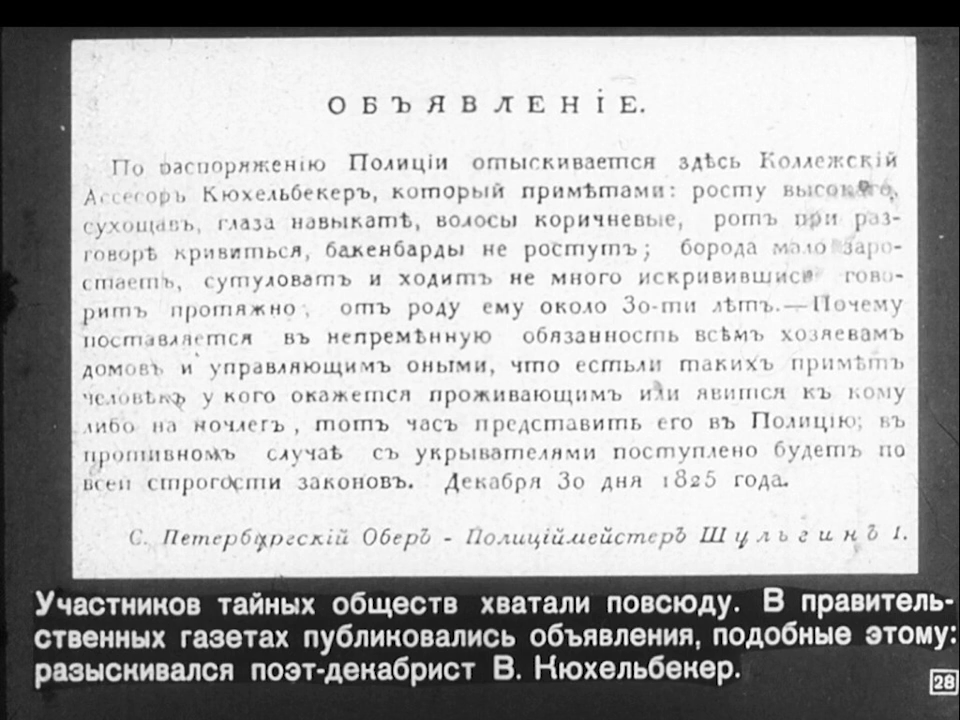 ОБЪЯВЛЕНІЕ.
По распоряженію Полиціи отыскивается здѣсь Коллежскій
Ассесоръ Кюхельбекеръ, который примѣтами: росту высокаго,
сухощавъ, глаза навыкатѣ, волосы коричневые, ротъ при раз-
говорѣ кривиться, бакенбарды не ростутъ; борода мало заро-
стаетъ, сутуловатъ и ходитъ не много искривившись гово-
ритъ протяжно, отъ роду ему около 30-ти лѣтъ.—Почему
поставляется въ непремѣнную обязанность всѣмъ хозяевамъ
домовъ и управляющимъ оными, что естьли такихъ примѣтъ
человѣкъ у кого окажется проживающимъ или явится къ кому
либо на ночлегъ, тотъ часъ представить его въ Полицію; въ
противномъ случаѣ съ укрывателями поступлено будетъ по
всей строгости законовъ. Декабря 30 дня 1825 года.
С. Петербургскій Оберъ - Полиціймейстеръ Шульгинъ 1.
Участников тайных обществ хватали повсюду. В правитель-
ственных газетах публиковались объявления, подобные этому:
разыскивался поэт-декабрист В. Кюхельбекер.
28